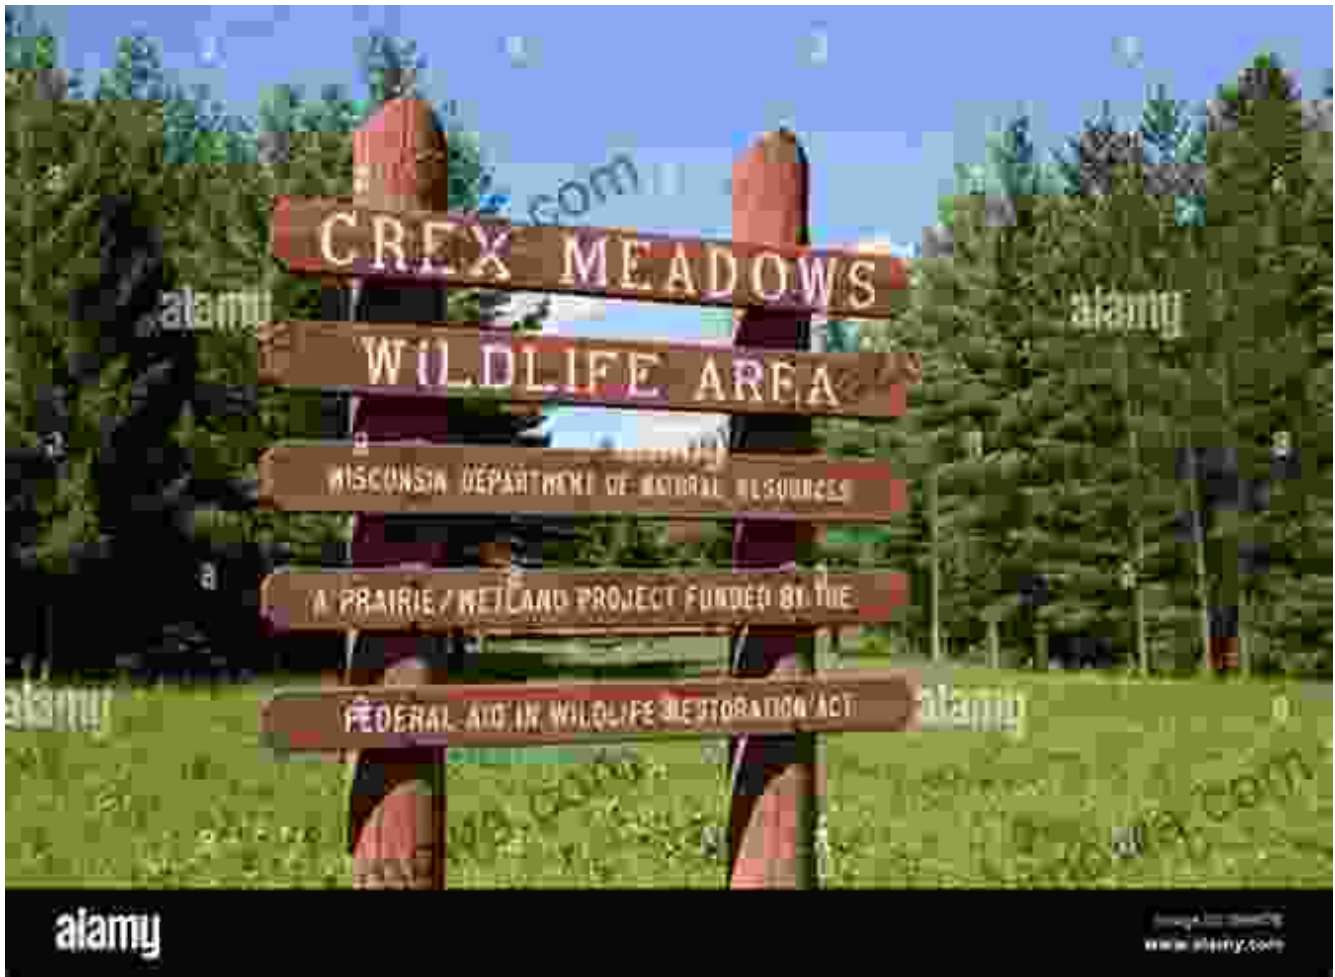 CREX MEADOWS
WILDLIFE AREA
WISCONSIN DEPARTMENT OF NATURAL RESOURCES
A PRAIRIE/WETLAND PROJECT FUNDED BY THE
FEDERAL AID IN WILDLIFE RESTORATION ACT
alamy
alamy
alamy
alamy
alamy
www.alamy.com